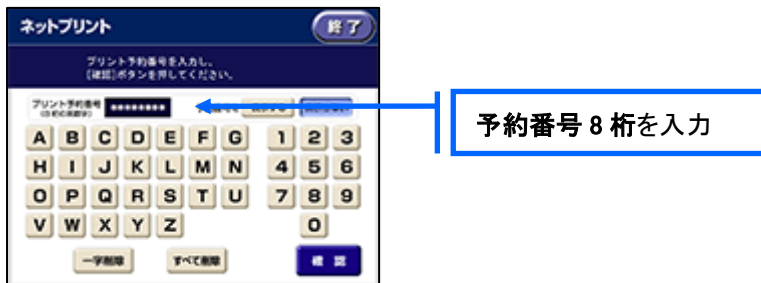 ネットプリント
終了
プリント予約番号を入力し、
［確認］ボタンを押してください。
プリント予約番号
********
A B C D E F G 1 2 3
予約番号8桁を入力
H I J K L M N 4 5 6
O P Q R S T U 7 8 9
V W X Y Z 0
一字削除 すべて削除 確認